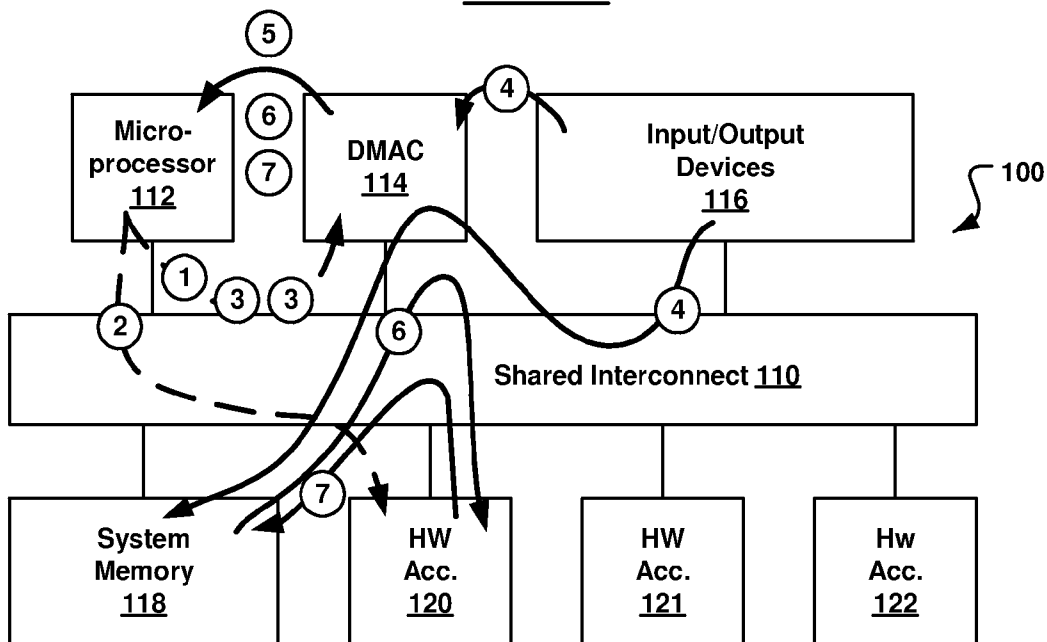 5
4
6
7
Micro-
processor
112
DMAC
114
Input/Output
Devices
116
100
1
3
3
2
6
4
Shared Interconnect 110
7
System
Memory
118
HW
Acc.
120
HW
Acc.
121
Hw
Acc.
122